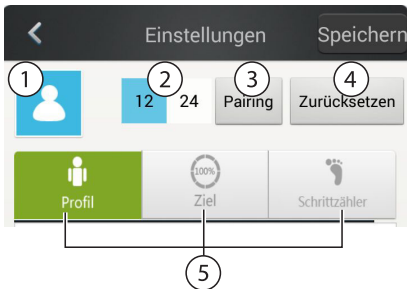 Einstellungen Speichern
1 2 3 4
12 24 Pairing Zurücksetzen
100%
Profil Ziel Schrittzähler
5